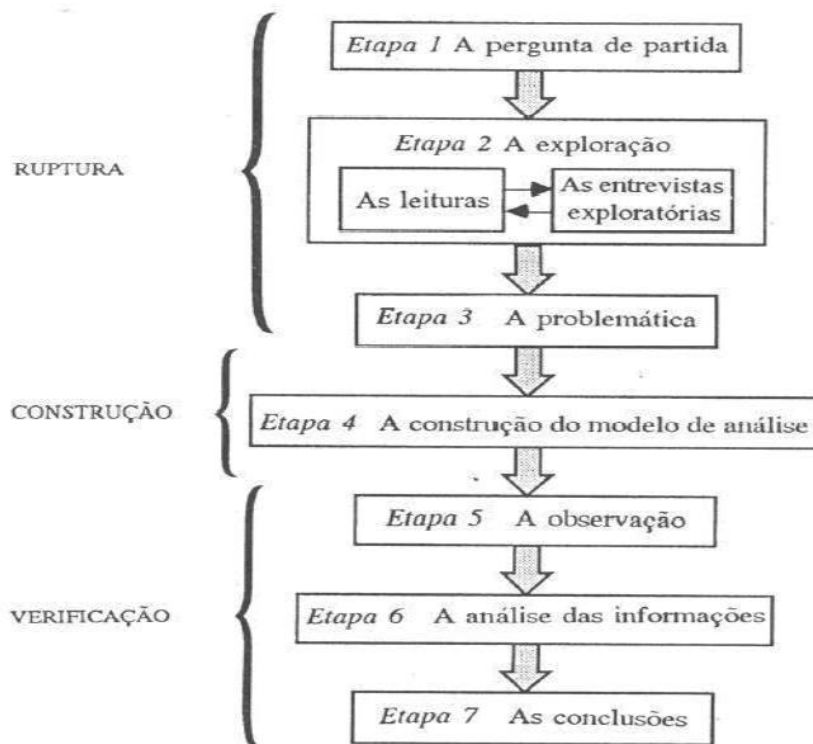 Etapa 1 A pergunta de partida
Etapa 2 A exploração
RUPTURA
As leituras
As entrevistas
exploratórias
Etapa 3 A problemática
CONSTRUÇÃO
Etapa 4 A construção do modelo de análise
Etapa 5 A observação
VERIFICAÇÃO
Etapa 6 A análise das informações
Etapa 7 As conclusões